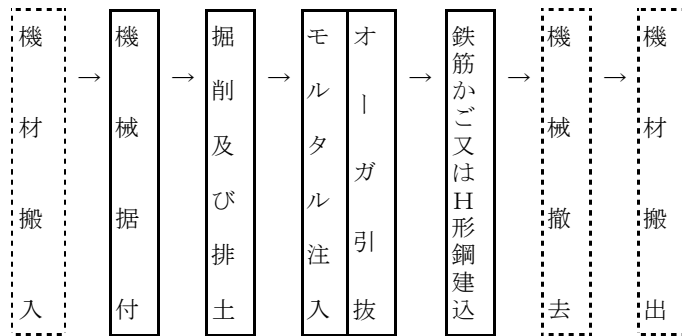 機材搬入
→
機械据付
→
掘削及び排土
→
モルタル注入
オーガ引抜
→
鉄筋かご又はH形鋼建込
→
機械撤去
→
機材搬出